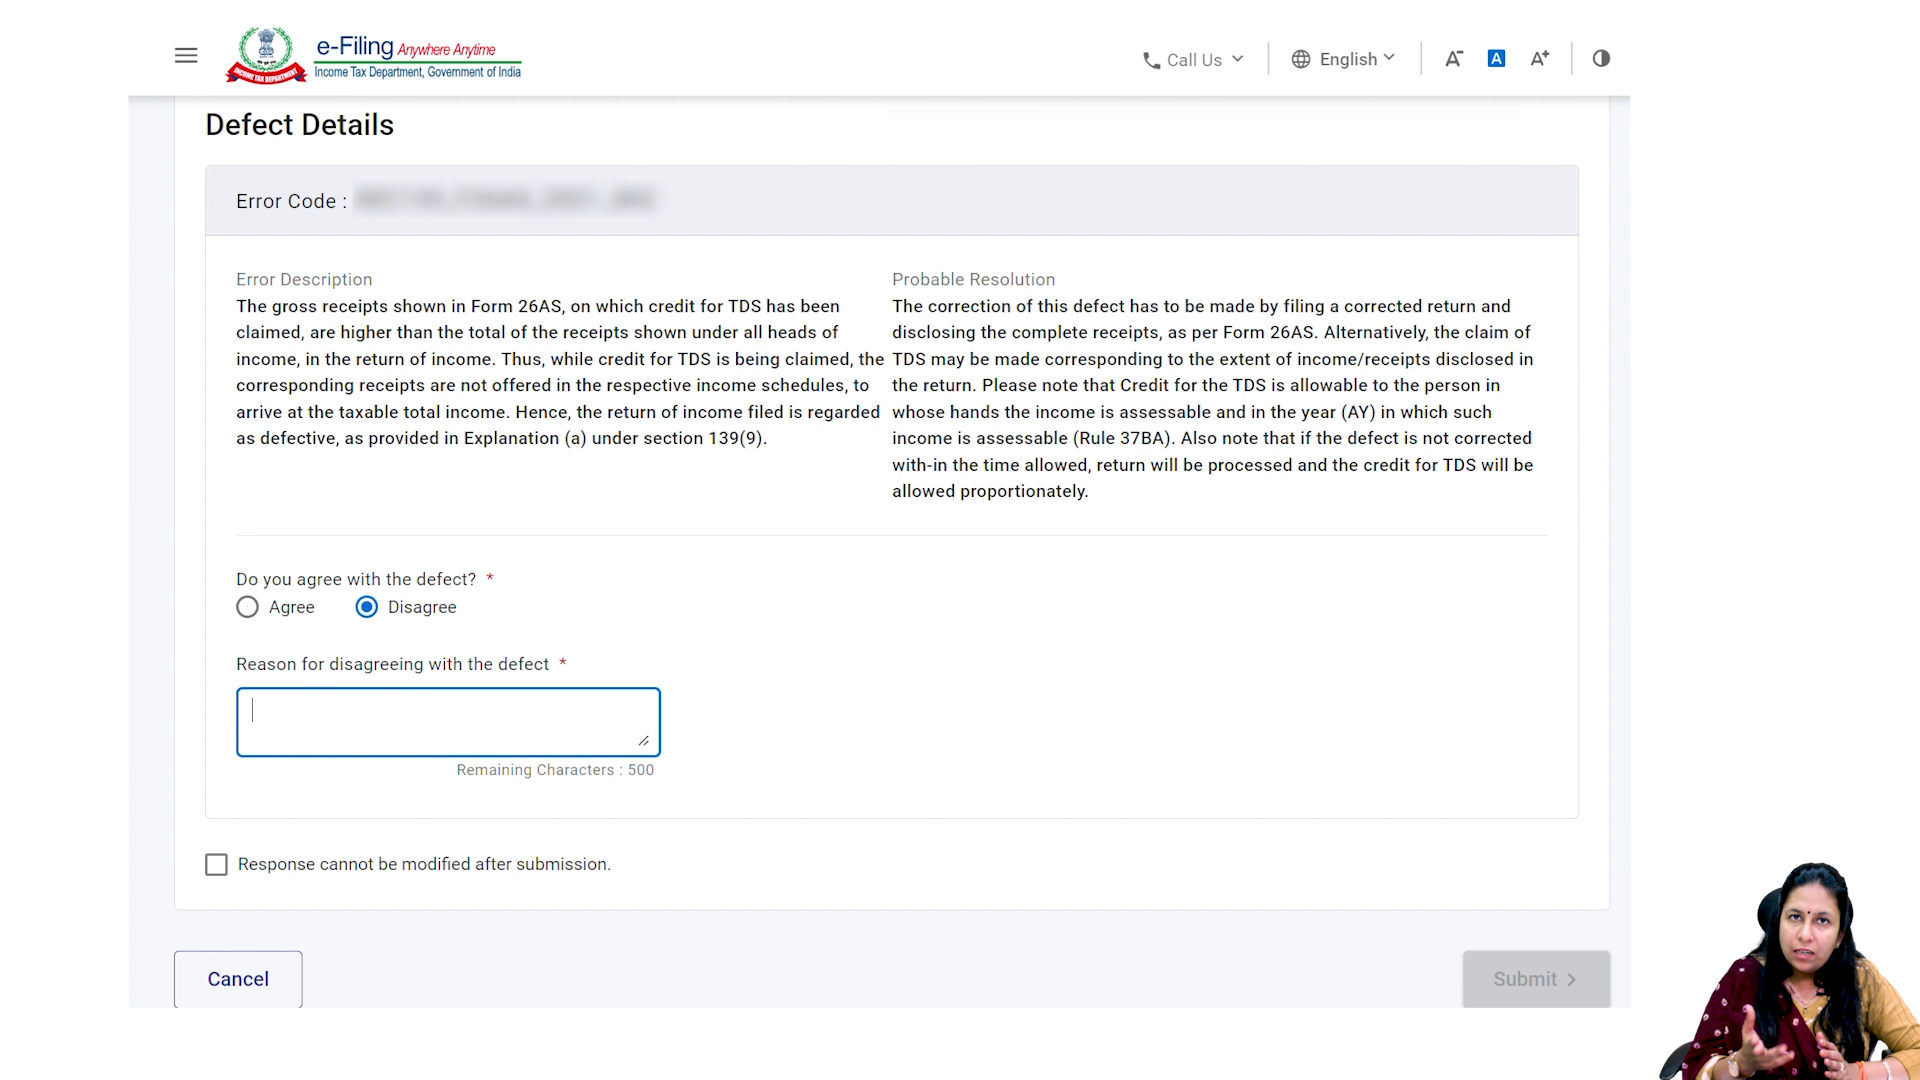 e-Filing Anywhere Anytime
Income Tax Department, Government of India
INCOME TAX DEPARTMENT
Call Us
English
A-
A
A+
Defect Details
Error Code :
Error Description
The gross receipts shown in Form 26AS, on which credit for TDS has been
claimed, are higher than the total of the receipts shown under all heads of
income, in the return of income. Thus, while credit for TDS is being claimed, the
corresponding receipts are not offered in the respective income schedules, to
arrive at the taxable total income. Hence, the return of income filed is regarded
as defective, as provided in Explanation (a) under section 139(9).
Probable Resolution
The correction of this defect has to be made by filing a corrected return and
disclosing the complete receipts, as per Form 26AS. Alternatively, the claim of
TDS may be made corresponding to the extent of income/receipts disclosed in
the return. Please note that Credit for the TDS is allowable to the person in
whose hands the income is assessable and in the year (AY) in which such
income is assessable (Rule 37BA). Also note that if the defect is not corrected
with-in the time allowed, return will be processed and the credit for TDS will be
allowed proportionately.
Do you agree with the defect? *
Agree
Disagree
Reason for disagreeing with the defect *
Remaining Characters : 500
Response cannot be modified after submission.
Cancel
Submit